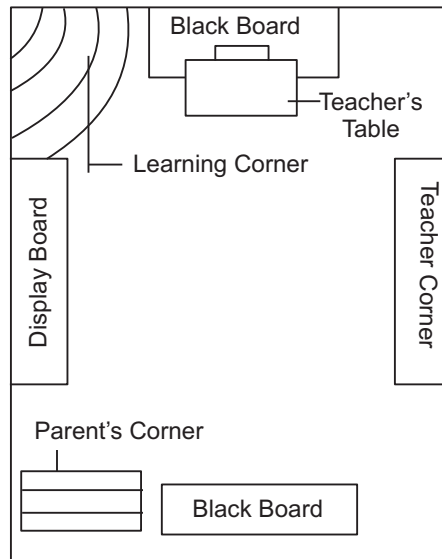 Black Board
Teacher's
Table
Learning Corner
Display Board
Teacher Corner
Parent's Corner
Black Board